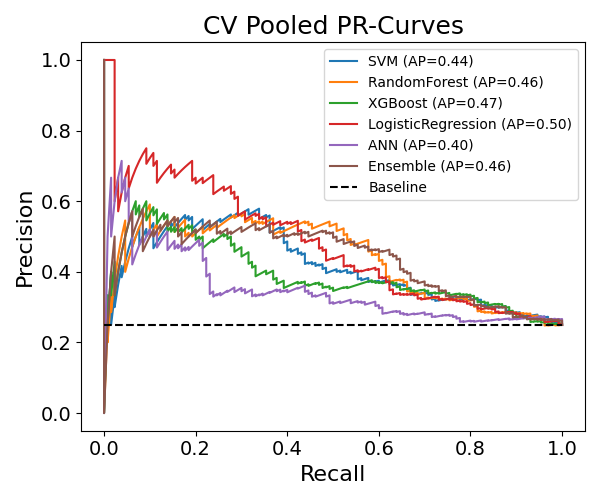 CV Pooled PR-Curves
Precision
1.0
0.8
0.6
0.4
0.2
0.0
SVM (AP=0.44)
RandomForest (AP=0.46)
XGBoost (AP=0.47)
LogisticRegression (AP=0.50)
ANN (AP=0.40)
Ensemble (AP=0.46)
Baseline
0.0 0.2 0.4 0.6 0.8 1.0
Recall